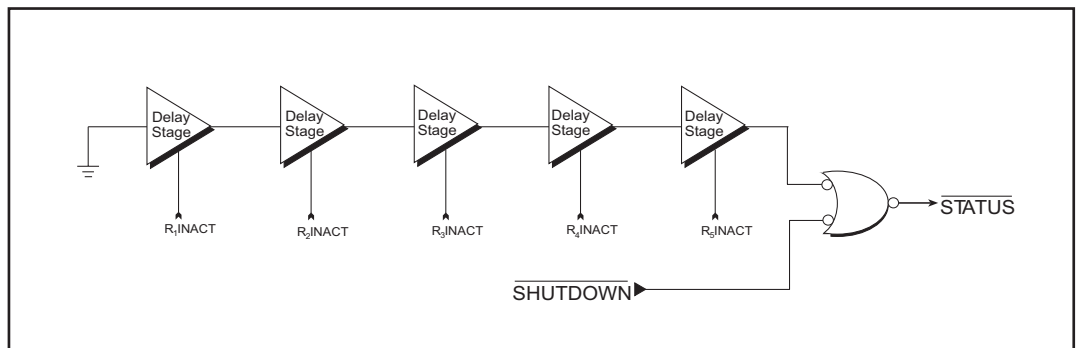 Delay
Stage
Delay
Stage
Delay
Stage
Delay
Stage
Delay
Stage
R₁INACT
R₂INACT
R₃INACT
R₄INACT
R₅INACT
STATUS
SHUTDOWN